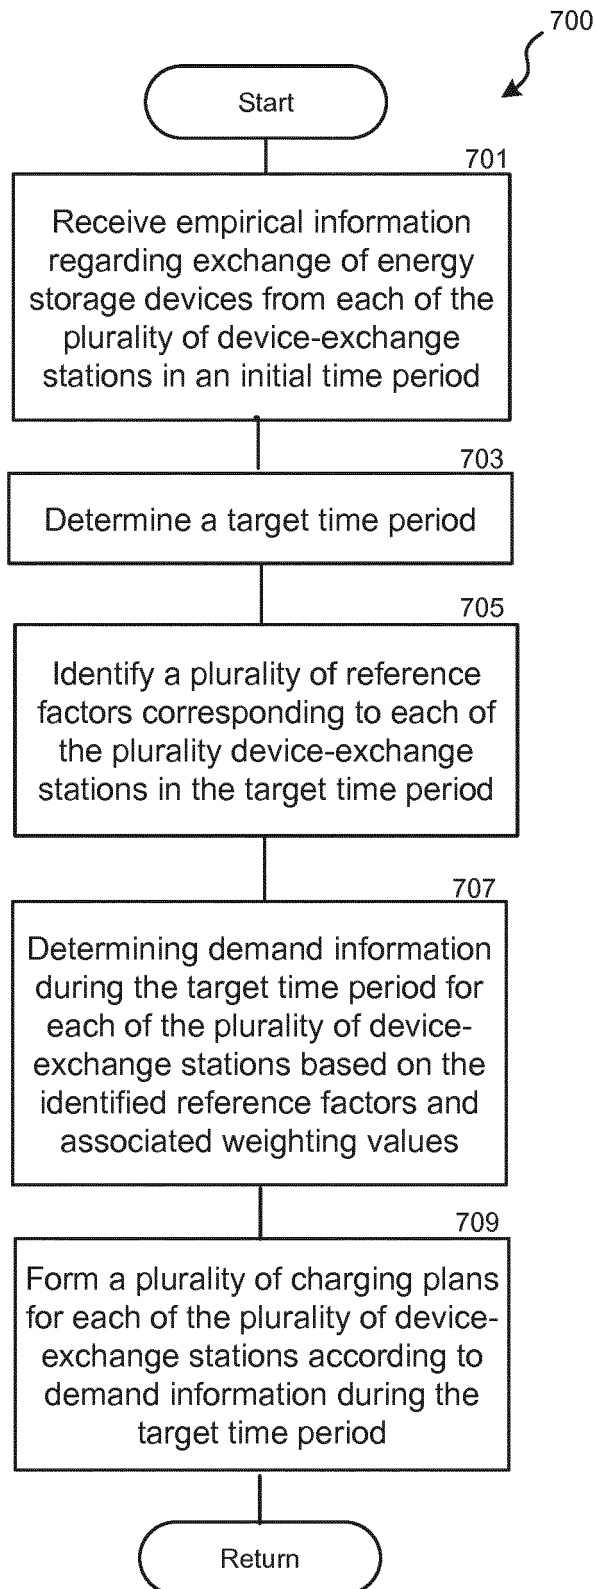 700
Start
701
Receive empirical information
regarding exchange of energy
storage devices from each of the
plurality of device-exchange
stations in an initial time period
703
Determine a target time period
705
Identify a plurality of reference
factors corresponding to each of
the plurality device-exchange
stations in the target time period
707
Determining demand information
during the target time period for
each of the plurality of device-
exchange stations based on the
identified reference factors and
associated weighting values
709
Form a plurality of charging plans
for each of the plurality of device-
exchange stations according to
demand information during the
target time period
Return